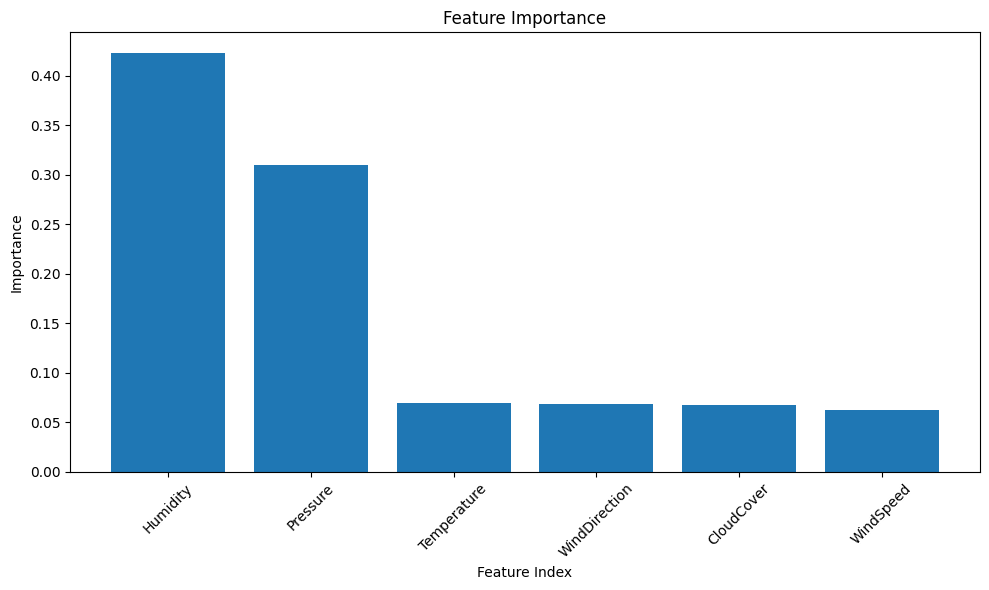 Feature Importance
Importance
0.40
0.35
0.30
0.25
0.20
0.15
0.10
0.05
0.00
Humidity
Pressure
Temperature
WindDirection
CloudCover
WindSpeed
Feature Index